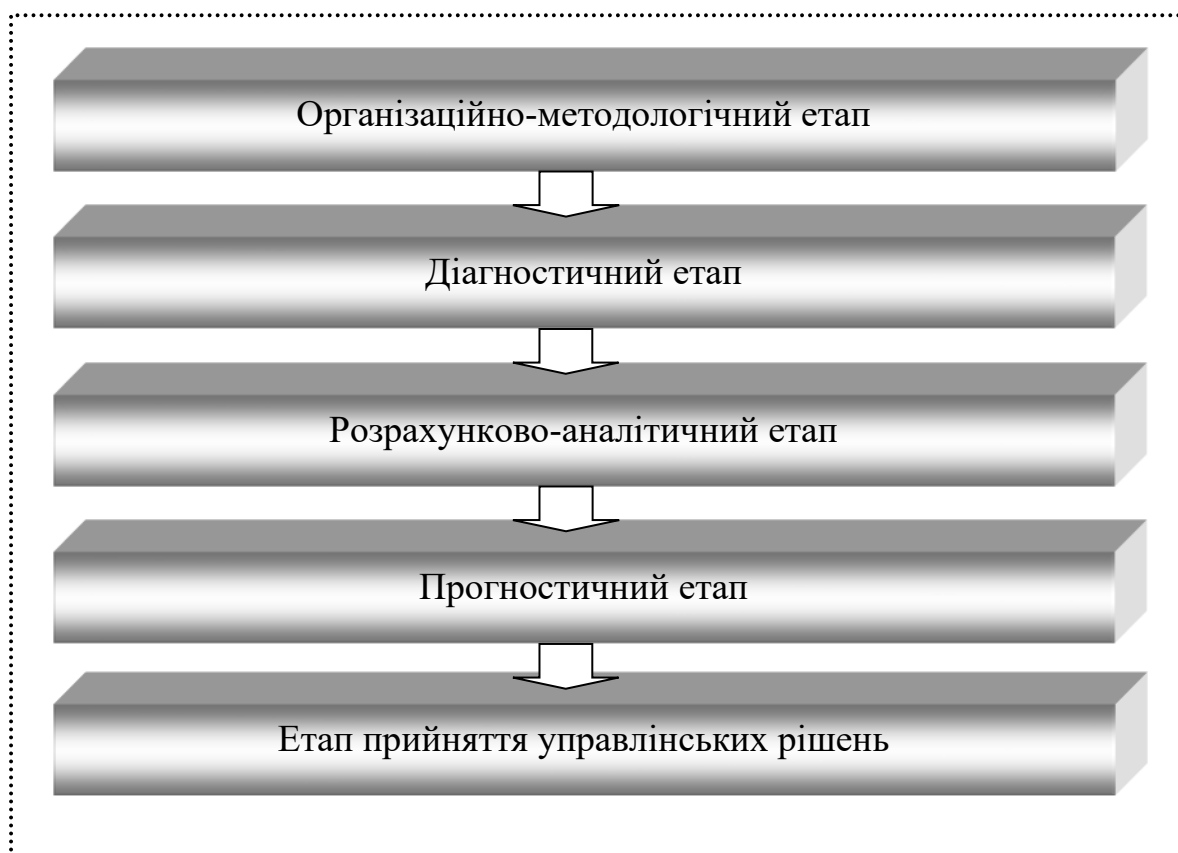 Організаційно-методологічний етап
Діагностичний етап
Розрахунково-аналітичний етап
Прогностичний етап
Етап прийняття управлінських рішень